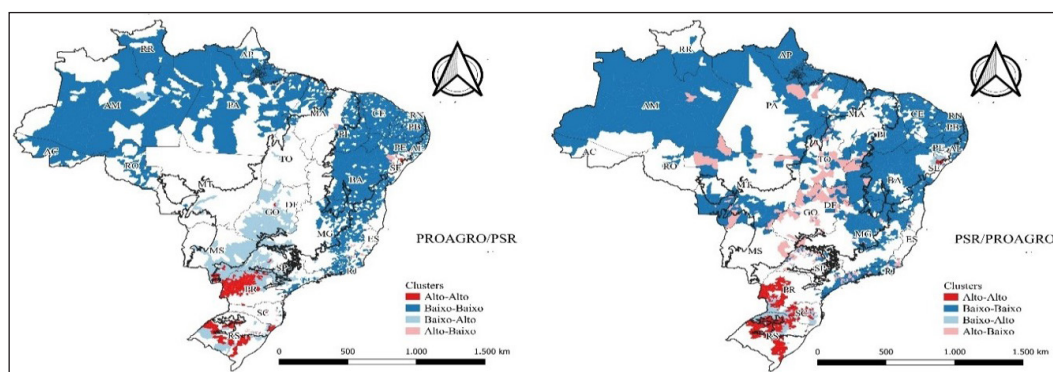 RR
AP
AM
PA
MA
CE
RN
PB
PI
PE
AL
SE
AC
RO
TO
BA
MT
DF
GO
MG
ES
MS
SP
RJ
PR
SC
RS
PROAGRO/PSR
Clusters
Alto-Alto
Baixo-Baixo
Baixo-Alto
Alto-Baixo
0 500 1.000 1.500 km
RR
AP
AM
PA
MA
CE
RN
PB
PI
PE
AL
AC
RO
TO
BA
MT
DF
GO
MG
ES
MS
SP
RJ
PR
SC
RS
PSR/PROAGRO
Clusters
Alto-Alto
Baixo-Baixo
Baixo-Alto
Alto-Baixo
0 500 1.000 1.500 km